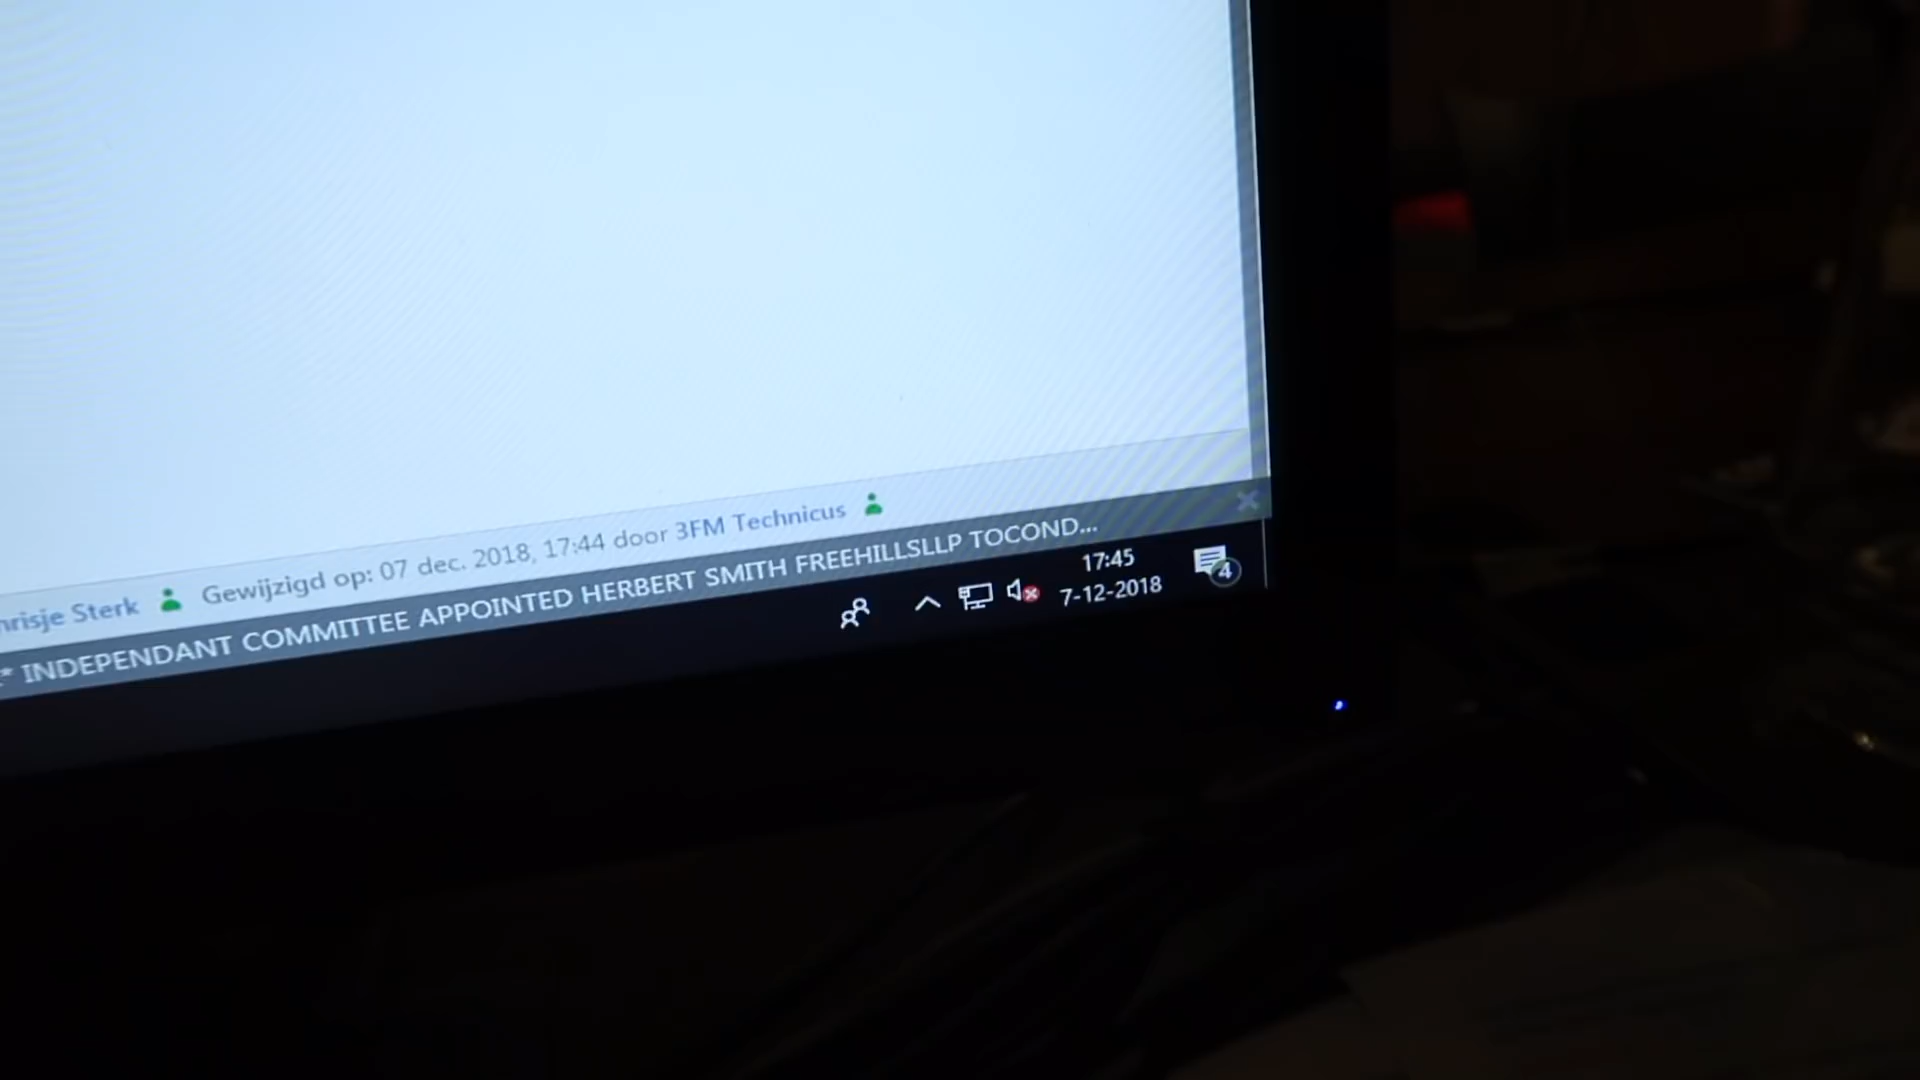 Sterk Gewijzigd op: 07 dec. 2018, 17:44 door 3FM Technicus
* INDEPENDANT COMMITTEE APPOINTED HERBERT SMITH FREEHILLSLLP TOCOND...
17:45
7-12-2018
4